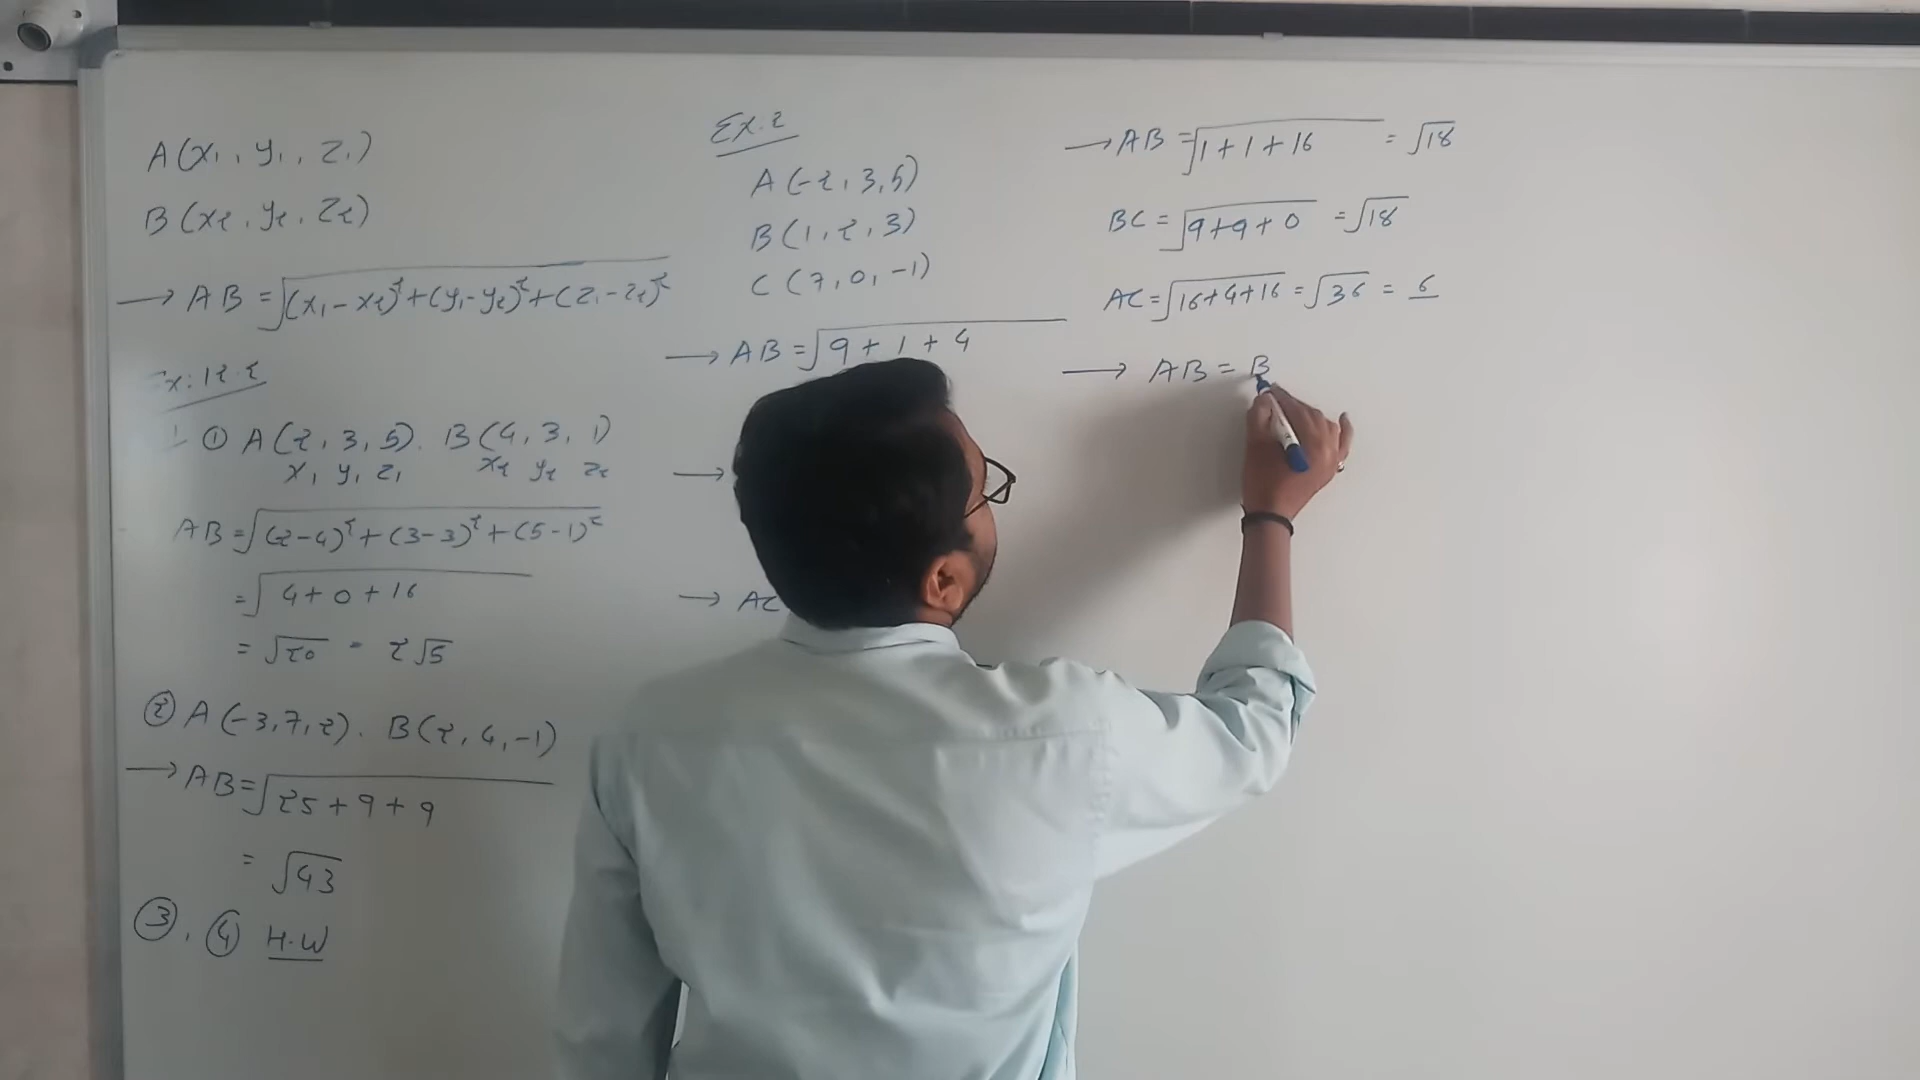 A(x₁, y₁, z₁)
B(x₂, y₂, z₂)
→ AB = √(x₁-x₂)²+(y₁-y₂)²+(z₁-z₂)²
Ex:12.2
1 ① A(2, 3, 5). B(4, 3, 1)
x₁ y₁ z₁ x₂ y₂ z₂
AB = √(2-4)²+(3-3)²+(5-1)²
= √4+0+16
= √20 = 2√5
② A(-3,7,2). B(2,4,-1)
→ AB = √25+9+9
= √43
③, ④ H.W
Ex.2
A(-2,3,5)
B(1,2,3)
C(7,0,-1)
→ AB = √9+1+4
→
→ AC
→ AB = √1+1+16 = √18
BC = √9+9+0 = √18
AC = √16+4+16 = √36 = 6
→ AB = B